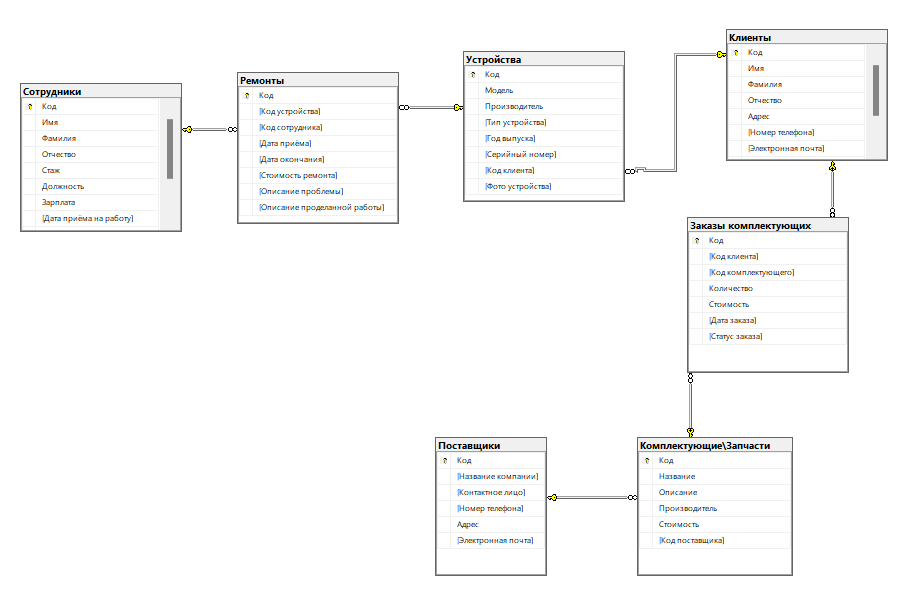 Сотрудники
Код
Имя
Фамилия
Отчество
Стаж
Должность
Зарплата
[Дата приёма на работу]
Ремонты
Код
[Код устройства]
[Код сотрудника]
[Дата приёма]
[Дата окончания]
[Стоимость ремонта]
[Описание проблемы]
[Описание проделанной работы]
Устройства
Код
Модель
Производитель
[Тип устройства]
[Год выпуска]
[Серийный номер]
[Код клиента]
[Фото устройства]
Клиенты
Код
Имя
Фамилия
Отчество
Адрес
[Номер телефона]
[Электронная почта]
Заказы комплектующих
Код
[Код клиента]
[Код комплектующего]
Количество
Стоимость
[Дата заказа]
[Статус заказа]
Поставщики
Код
[Название компании]
[Контактное лицо]
[Номер телефона]
Адрес
[Электронная почта]
Комплектующие\Запчасти
Код
Название
Описание
Производитель
Стоимость
[Код поставщика]